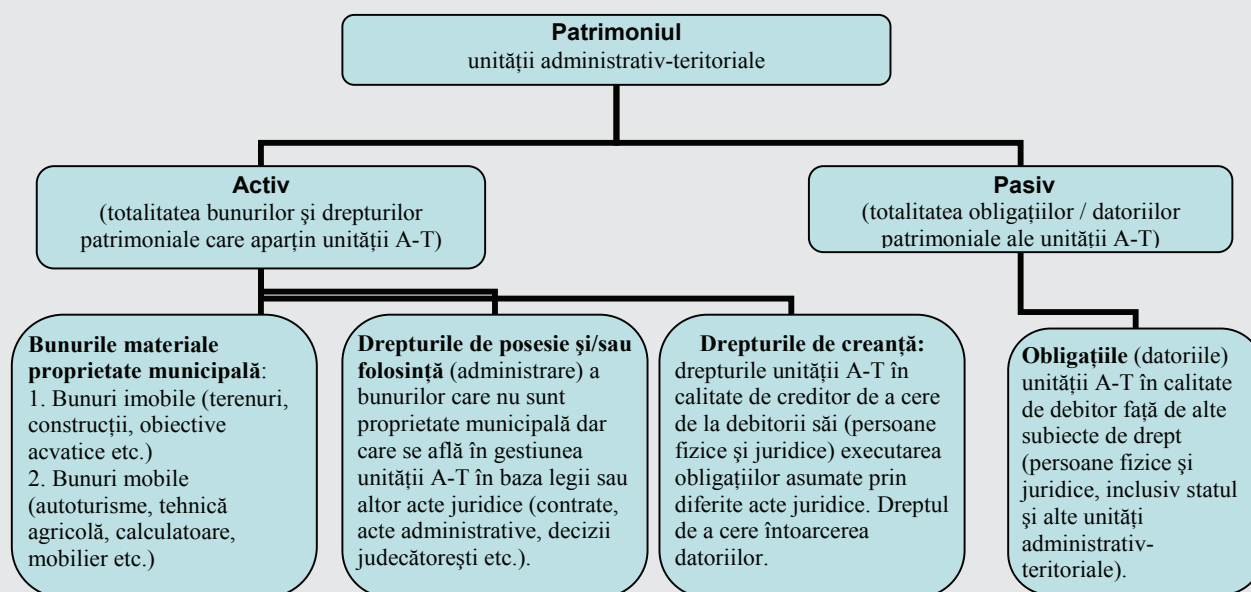 Patrimoniul
unităţii administrativ-teritoriale
Activ
(totalitatea bunurilor şi drepturilor
patrimoniale care aparţin unităţii A-T)
Pasiv
(totalitatea obligaţiilor / datoriilor
patrimoniale ale unităţii A-T)
Bunurile materiale
proprietate municipală:
1. Bunuri imobile (terenuri,
construcţii, obiective
acvatice etc.)
2. Bunuri mobile
(autoturisme, tehnică
agricolă, calculatoare,
mobilier etc.)
Drepturile de posesie şi/sau
folosinţă (administrare) a
bunurilor care nu sunt
proprietate municipală dar
care se află în gestiunea
unităţii A-T în baza legii sau
altor acte juridice (contrate,
acte administrative, decizii
judecătoreşti etc.).
Drepturile de creanţă:
drepturile unităţii A-T în
calitate de creditor de a cere
de la debitorii săi (persoane
fizice şi juridice) executarea
obligaţiilor asumate prin
diferite acte juridice. Dreptul
de a cere întoarcerea
datoriilor.
Obligaţiile (datoriile)
unităţii A-T în calitate
de debitor faţă de alte
subiecte de drept
(persoane fizice şi
juridice, inclusiv statul
şi alte unităţi
administrativ-
teritoriale).